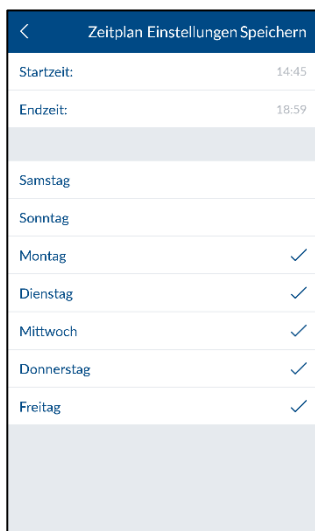 Zeitplan Einstellungen Speichern
Startzeit: 14:45
Endzeit: 18:59
Samstag
Sonntag
Montag
Dienstag
Mittwoch
Donnerstag
Freitag